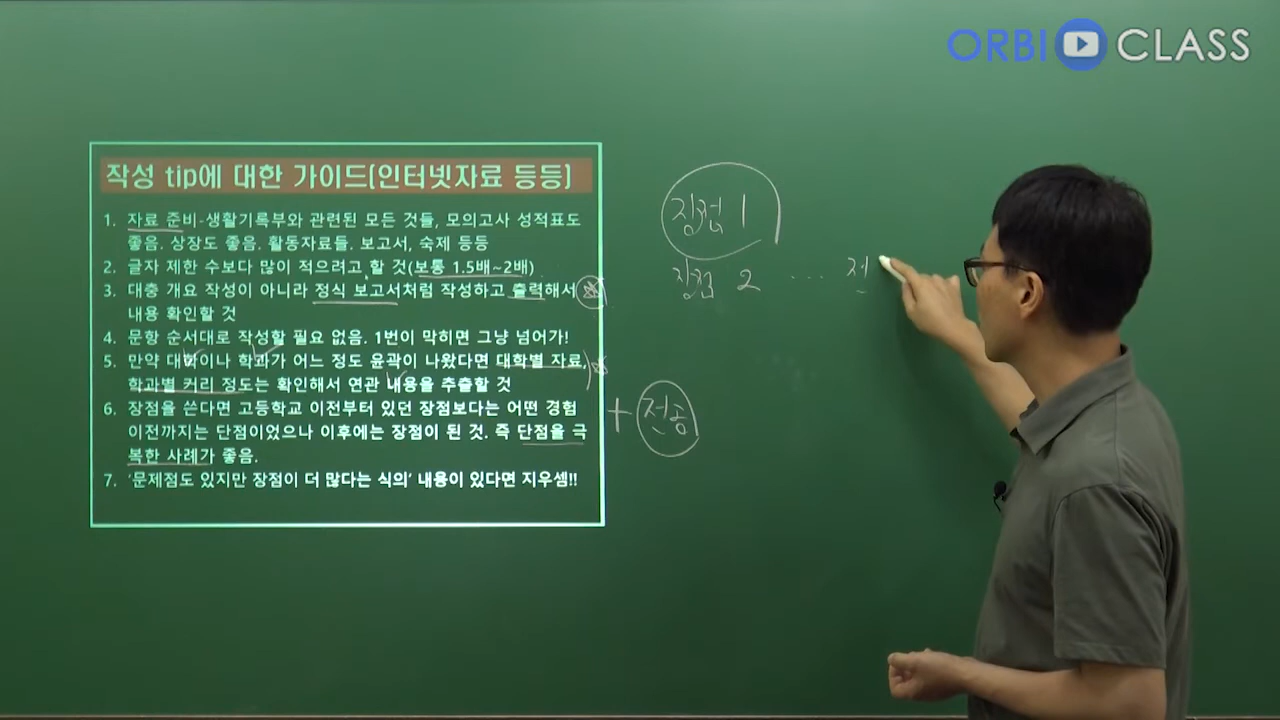 ORBI CLASS
작성 tip에 대한 가이드(인터넷자료 등등)
1. 자료 준비-생활기록부와 관련된 모든 것들, 모의고사 성적표도
좋음. 상장도 좋음. 활동자료들. 보고서, 숙제 등등
2. 글자 제한 수보다 많이 적으려고 할 것(보통 1.5배~2배)
3. 대충 개요 작성이 아니라 정식 보고서처럼 작성하고 출력해서
내용 확인할 것
4. 문항 순서대로 작성할 필요 없음. 1번이 막히면 그냥 넘어가!
5. 만약 대학이나 학과가 어느 정도 윤곽이 나왔다면 대학별 자료,
학과별 커리 정도는 확인해서 연관 내용을 추출할 것
6. 장점을 쓴다면 고등학교 이전부터 있던 장점보다는 어떤 경험
이전까지는 단점이었으나 이후에는 장점이 된 것. 즉 단점을 극
복한 사례가 좋음.
7. '문제점도 있지만 장점이 더 많다는 식의' 내용이 있다면 지우셈!!
장점 1
장점 2 ... 전
+ 전공